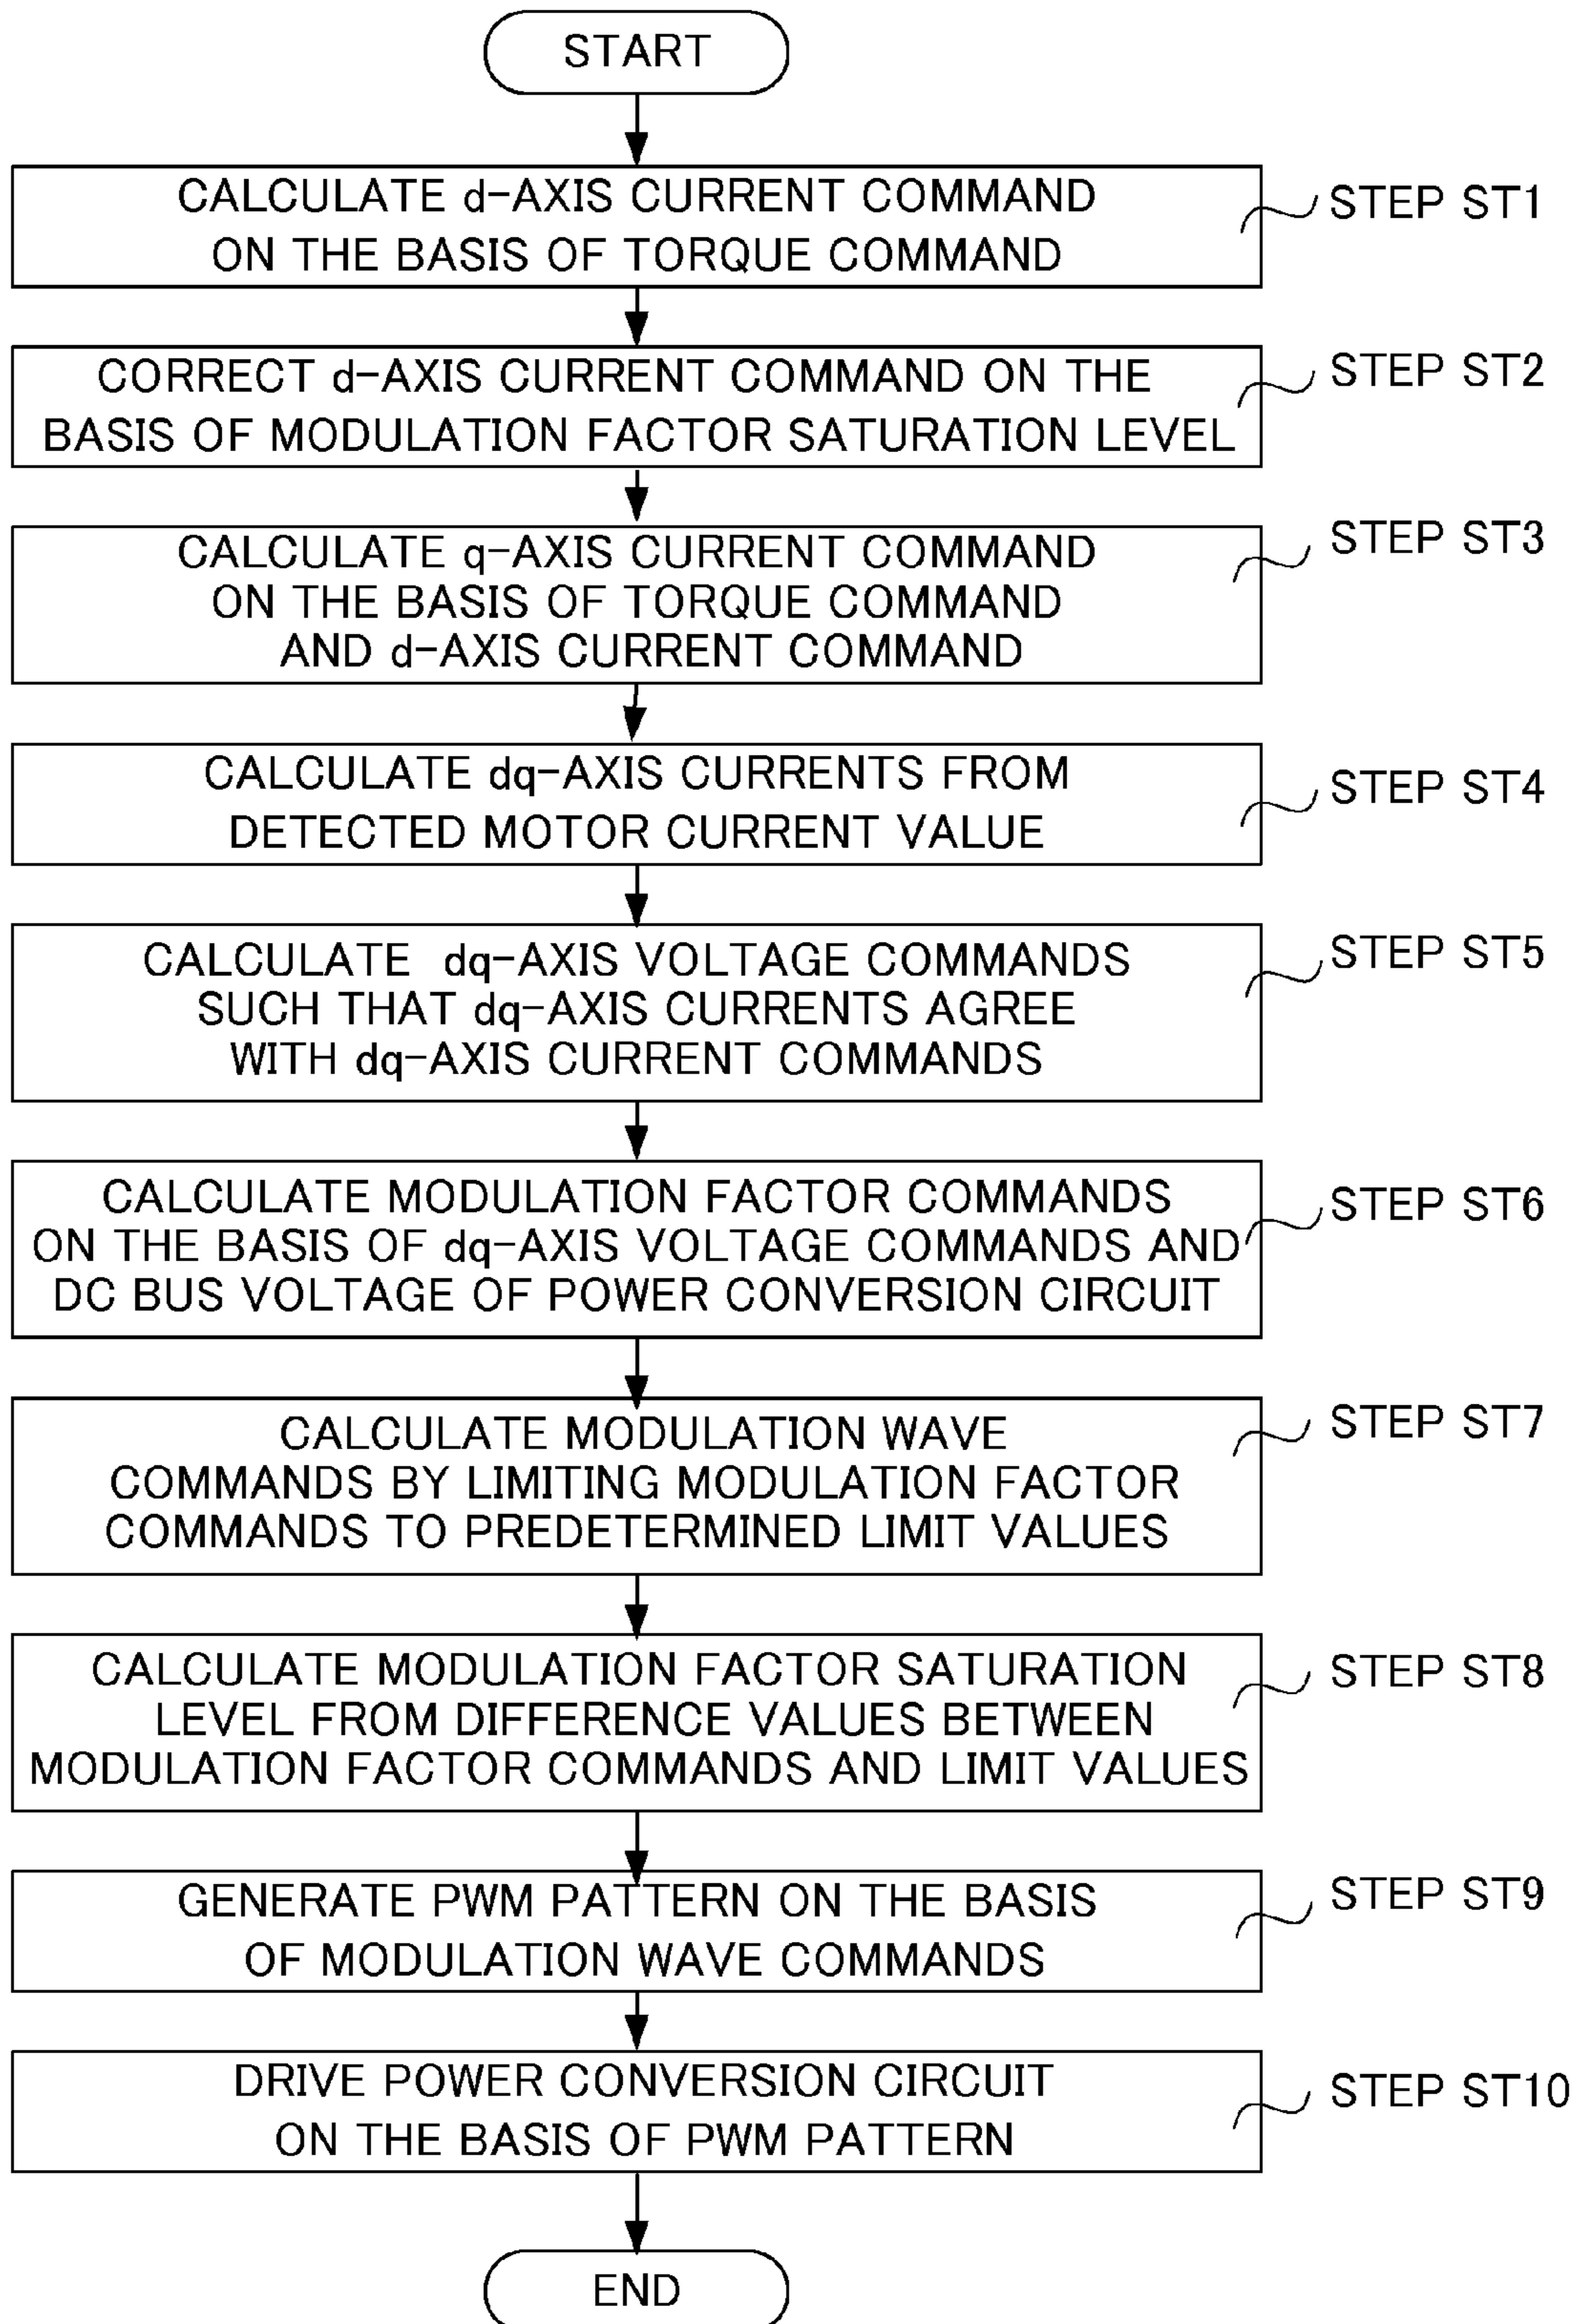 START
CALCULATE d-AXIS CURRENT COMMAND
ON THE BASIS OF TORQUE COMMAND
STEP ST1
CORRECT d-AXIS CURRENT COMMAND ON THE
BASIS OF MODULATION FACTOR SATURATION LEVEL
STEP ST2
CALCULATE q-AXIS CURRENT COMMAND
ON THE BASIS OF TORQUE COMMAND
AND d-AXIS CURRENT COMMAND
STEP ST3
CALCULATE dq-AXIS CURRENTS FROM
DETECTED MOTOR CURRENT VALUE
STEP ST4
CALCULATE dq-AXIS VOLTAGE COMMANDS
SUCH THAT dq-AXIS CURRENTS AGREE
WITH dq-AXIS CURRENT COMMANDS
STEP ST5
CALCULATE MODULATION FACTOR COMMANDS
ON THE BASIS OF dq-AXIS VOLTAGE COMMANDS AND
DC BUS VOLTAGE OF POWER CONVERSION CIRCUIT
STEP ST6
CALCULATE MODULATION WAVE
COMMANDS BY LIMITING MODULATION FACTOR
COMMANDS TO PREDETERMINED LIMIT VALUES
STEP ST7
CALCULATE MODULATION FACTOR SATURATION
LEVEL FROM DIFFERENCE VALUES BETWEEN
MODULATION FACTOR COMMANDS AND LIMIT VALUES
STEP ST8
GENERATE PWM PATTERN ON THE BASIS
OF MODULATION WAVE COMMANDS
STEP ST9
DRIVE POWER CONVERSION CIRCUIT
ON THE BASIS OF PWM PATTERN
STEP ST10
END